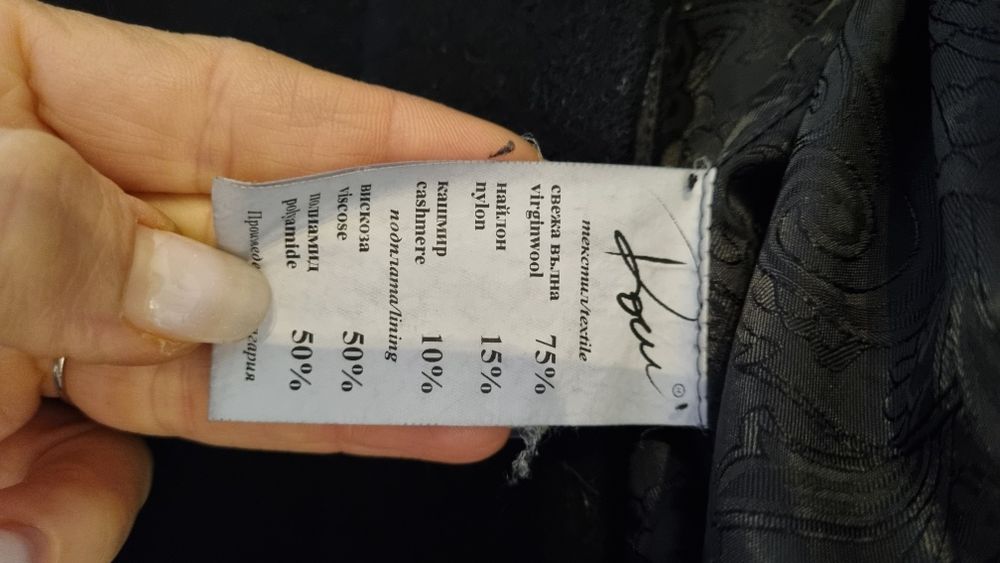 текстил/textile
свежа вълна
virginwool 75%
найлон
nylon 15%
кашмир
cashmere 10%
подплата/lining
вискоза
viscose 50%
полиамид
polyamide 50%